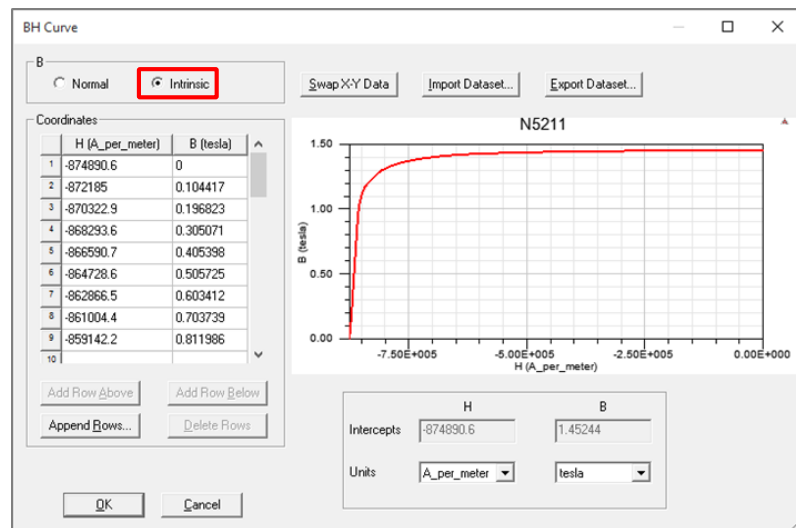 BH Curve
B
Normal
Intrinsic
Swap X-Y Data
Import Dataset...
Export Dataset...
Coordinates
H (A_per_meter) B (tesla)
1 -874890.6 0
2 -872185 0.104417
3 -870322.9 0.196823
4 -868293.6 0.305071
5 -866590.7 0.405398
6 -864728.6 0.505725
7 -862866.5 0.603412
8 -861004.4 0.703739
9 -859142.2 0.811986
10
Add Row Above
Add Row Below
Append Rows...
Delete Rows
OK
Cancel
N5211
1.50
1.00
0.50
0.00
B (tesla)
-7.50E+005 -5.00E+005 -2.50E+005 0.00E+000
H (A_per_meter)
H B
Intercepts -874890.6 1.45244
Units A_per_meter tesla